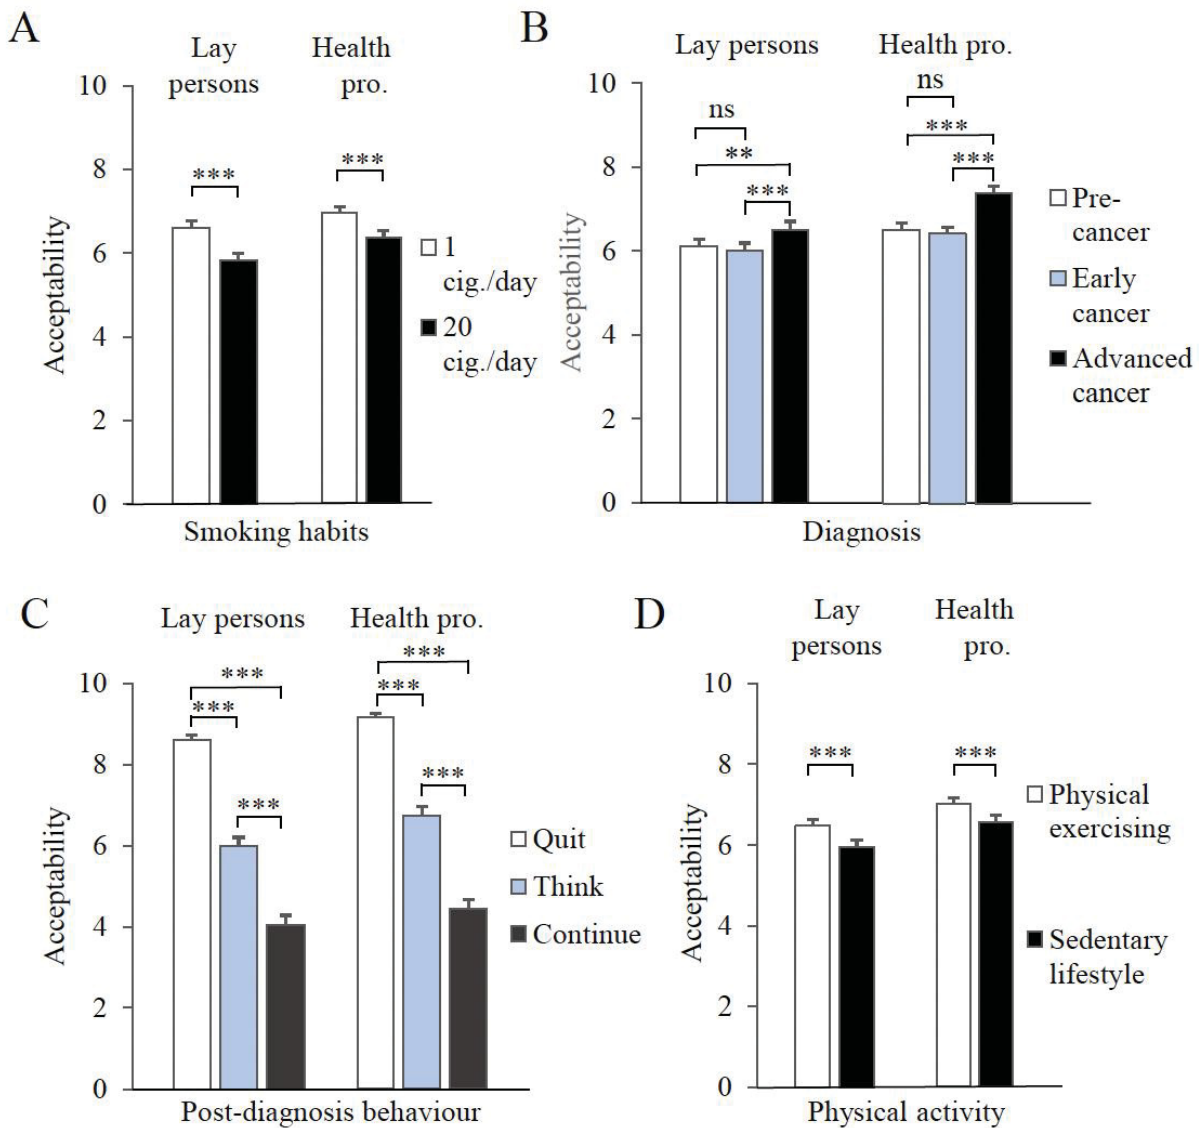 A
Lay
persons
Health
pro.
10
8
6
4
2
0
Acceptability
***
***
1
cig./day
20
cig./day
Smoking habits
B
Lay persons
Health pro.
10
8
6
4
2
0
Acceptability
ns
**
***
ns
***
***
Pre-
cancer
Early
cancer
Advanced
cancer
Diagnosis
C
Lay persons
Health pro.
10
8
6
4
2
0
Acceptability
***
***
***
***
***
***
Quit
Think
Continue
Post-diagnosis behaviour
D
Lay
persons
Health
pro.
10
8
6
4
2
0
Acceptability
***
***
Physical
exercising
Sedentary
lifestyle
Physical activity